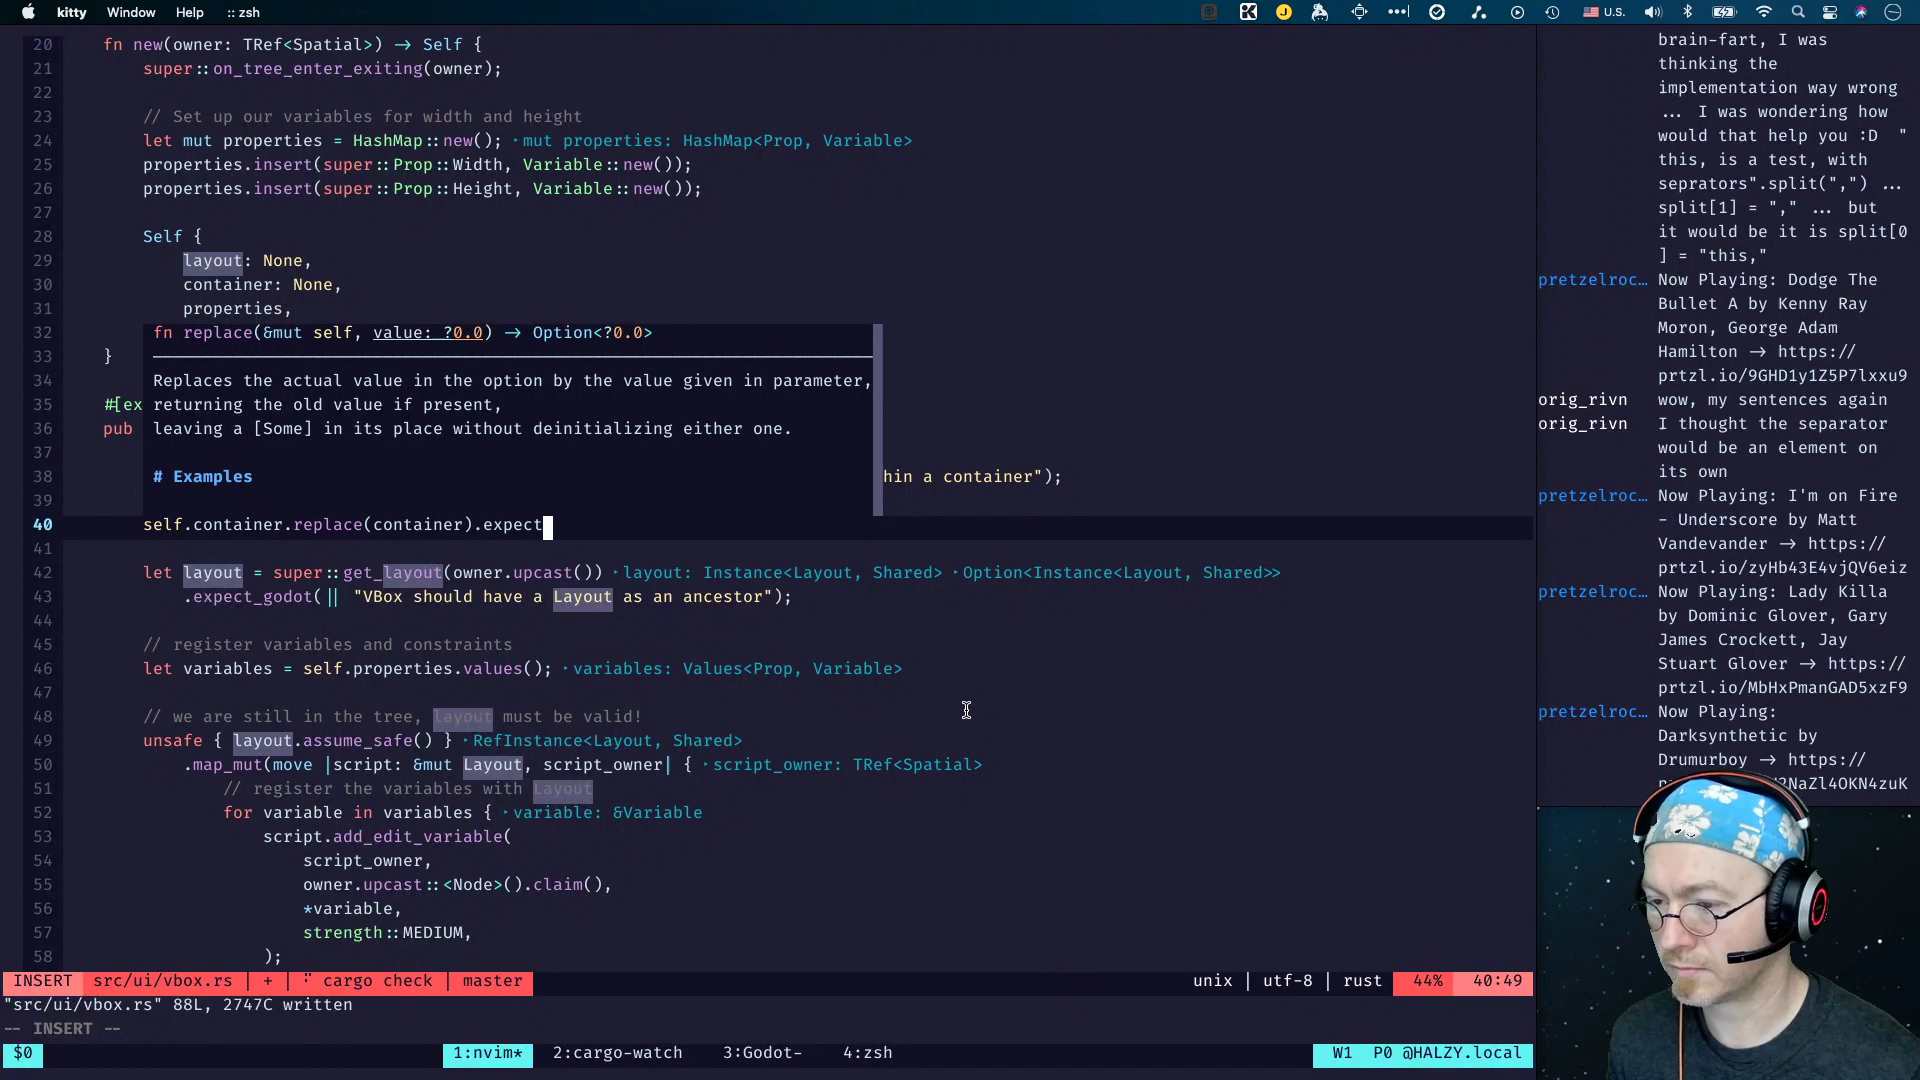 kitty Window Help :: zsh
U.S.
20 fn new(owner: TRef<Spatial>) → Self {
21 super::on_tree_enter_exiting(owner);
22
23 // Set up our variables for width and height
24 let mut properties = HashMap::new(); ‣mut properties: HashMap<Prop, Variable>
25 properties.insert(super::Prop::Width, Variable::new());
26 properties.insert(super::Prop::Height, Variable::new());
27
28 Self {
29 layout: None,
30 container: None,
31 properties,
32 fn replace(&mut self, value: ?0.0) → Option<?0.0>
33 }
34 Replaces the actual value in the option by the value given in parameter,
35 #[ex returning the old value if present,
36 pub leaving a [Some] in its place without deinitializing either one.
37
38 # Examples hin a container");
39
40 self.container.replace(container).expect
41
42 let layout = super::get_layout(owner.upcast()) ‣layout: Instance<Layout, Shared> ‣Option<Instance<Layout, Shared>>
43 .expect_godot(|| "VBox should have a Layout as an ancestor");
44
45 // register variables and constraints
46 let variables = self.properties.values(); ‣variables: Values<Prop, Variable>
47
48 // we are still in the tree, layout must be valid!
49 unsafe { layout.assume_safe() } ‣RefInstance<Layout, Shared>
50 .map_mut(move |script: &mut Layout, script_owner| { ‣script_owner: TRef<Spatial>
51 // register the variables with Layout
52 for variable in variables { ‣variable: &Variable
53 script.add_edit_variable(
54 script_owner,
55 owner.upcast::<Node>().claim(),
56 *variable,
57 strength::MEDIUM,
58 );
INSERT src/ui/vbox.rs | + | cargo check | master unix | utf-8 | rust 44% 40:49
"src/ui/vbox.rs" 88L, 2747C written
-- INSERT --
$0 1:nvim* 2:cargo-watch 3:Godot- 4:zsh W1 P0 @HALZY.local
brain-fart, I was
thinking the
implementation way wrong
... I was wondering how
would that help you :D "
this, is a test, with
seprators".split(",") ...
split[1] = "," ... but
it would be it is split[0
] = "this,"
pretzelroc… Now Playing: Dodge The
Bullet A by Kenny Ray
Moron, George Adam
Hamilton → https://
prtzl.io/9GHD1y1Z5P7lxxu9
orig_rivn wow, my sentences again
orig_rivn I thought the separator
would be an element on
its own
pretzelroc… Now Playing: I'm on Fire
- Underscore by Matt
Vandevander → https://
prtzl.io/zyHb43E4vjQV6eiz
pretzelroc… Now Playing: Lady Killa
by Dominic Glover, Gary
James Crockett, Jay
Stuart Glover → https://
prtzl.io/MbHxPmanGAD5xzF9
pretzelroc… Now Playing:
Darksynthetic by
Drumurboy → https://